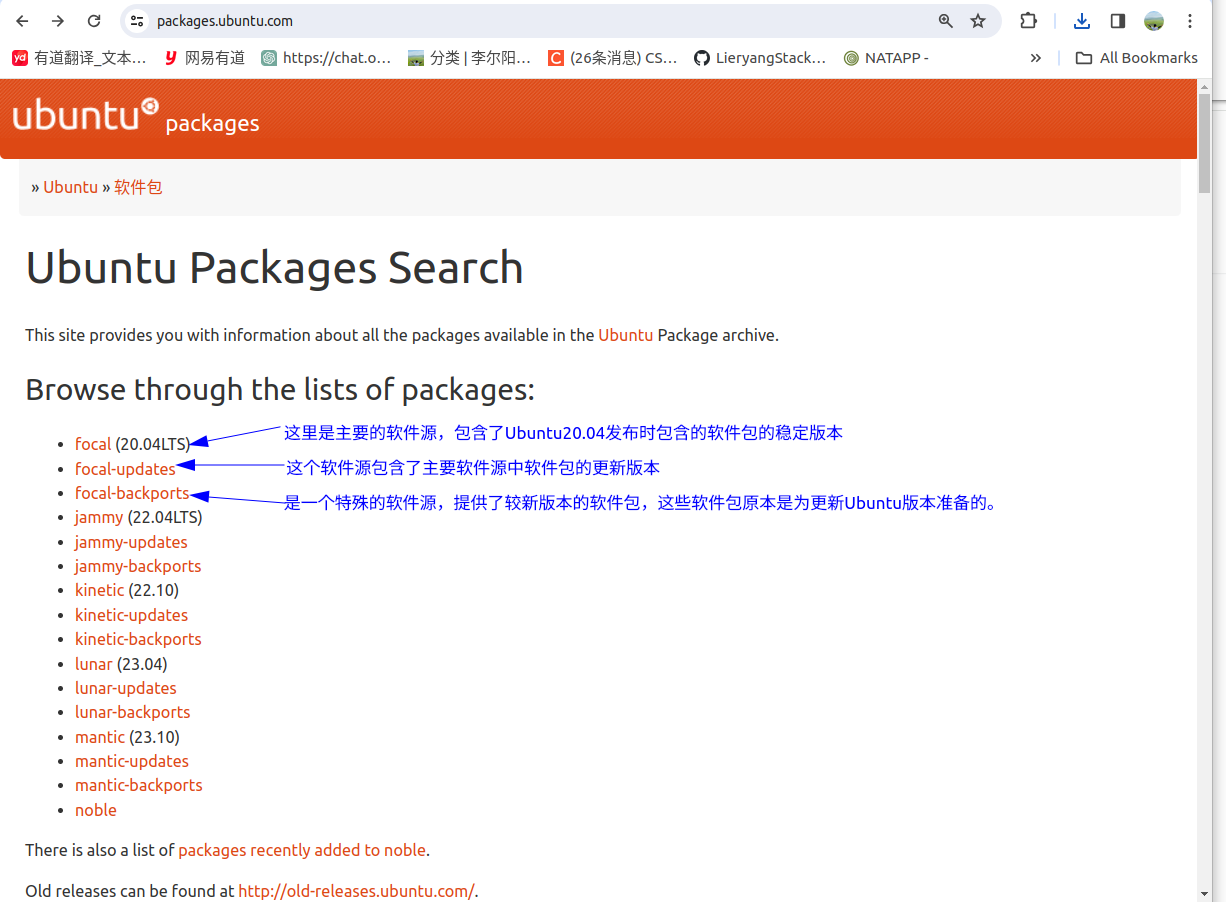 packages.ubuntu.com
有道翻译_文本… 网易有道 https://chat.o… 分类 | 李尔阳… (26条消息) CS… LieryangStack… NATAPP - » All Bookmarks
ubuntu packages
» Ubuntu » 软件包
Ubuntu Packages Search
This site provides you with information about all the packages available in the Ubuntu Package archive.
Browse through the lists of packages:
• focal (20.04LTS) 这里是主要的软件源，包含了Ubuntu20.04发布时包含的软件包的稳定版本
• focal-updates 这个软件源包含了主要软件源中软件包的更新版本
• focal-backports 是一个特殊的软件源，提供了较新版本的软件包，这些软件包原本是为更新Ubuntu版本准备的。
• jammy (22.04LTS)
• jammy-updates
• jammy-backports
• kinetic (22.10)
• kinetic-updates
• kinetic-backports
• lunar (23.04)
• lunar-updates
• lunar-backports
• mantic (23.10)
• mantic-updates
• mantic-backports
• noble
There is also a list of packages recently added to noble.
Old releases can be found at http://old-releases.ubuntu.com/.